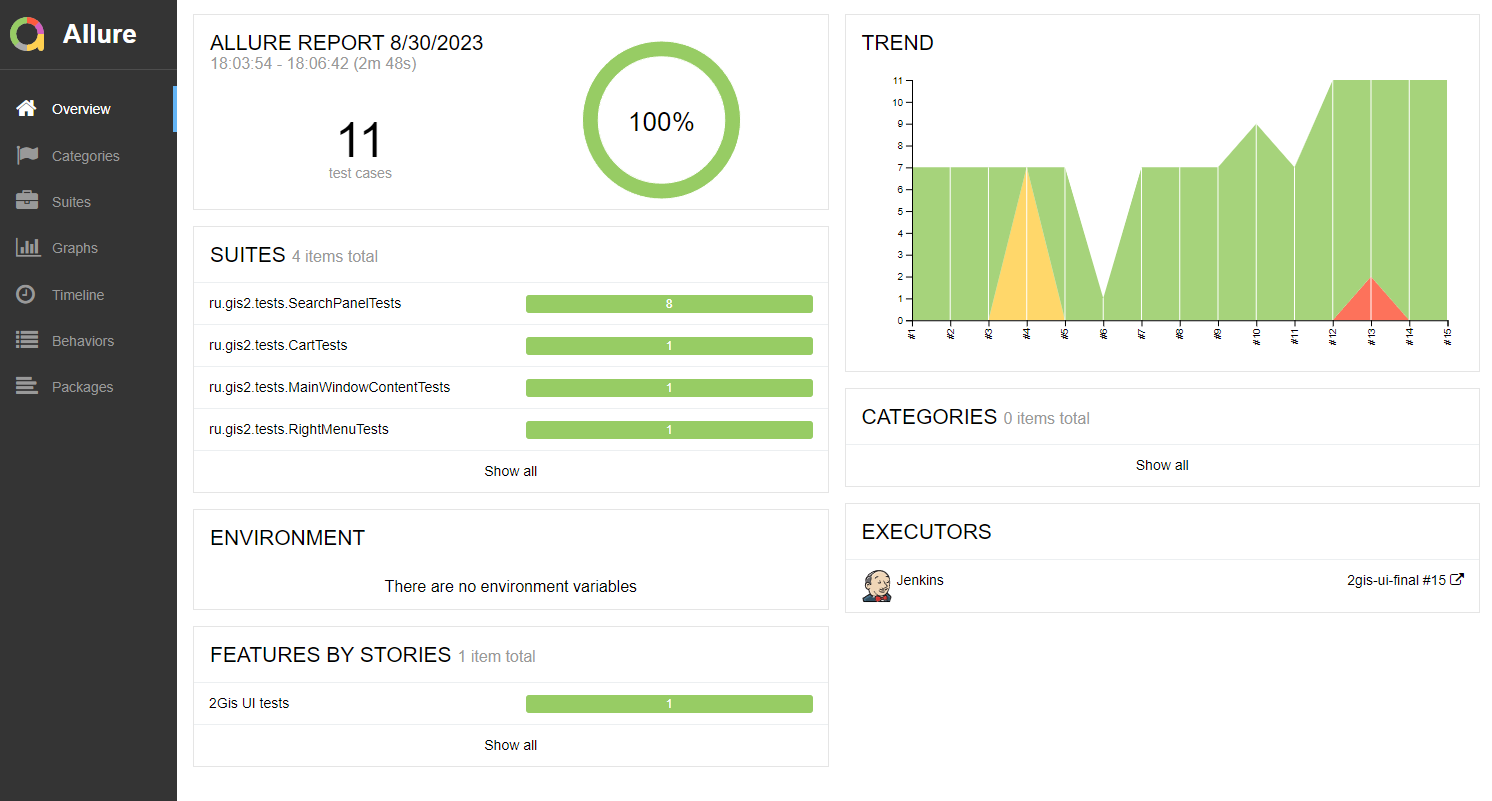 Allure
Overview
Categories
Suites
Graphs
Timeline
Behaviors
Packages
ALLURE REPORT 8/30/2023
18:03:54 - 18:06:42 (2m 48s)
11
test cases
100%
SUITES 4 items total
ru.gis2.tests.SearchPanelTests 8
ru.gis2.tests.CartTests 1
ru.gis2.tests.MainWindowContentTests 1
ru.gis2.tests.RightMenuTests 1
Show all
ENVIRONMENT
There are no environment variables
FEATURES BY STORIES 1 item total
2Gis UI tests 1
Show all
TREND
11
10
9
8
7
6
5
4
3
2
1
0
#1 #2 #3 #4 #5 #6 #7 #8 #9 #10 #11 #12 #13 #14 #15
CATEGORIES 0 items total
Show all
EXECUTORS
Jenkins 2gis-ui-final #15